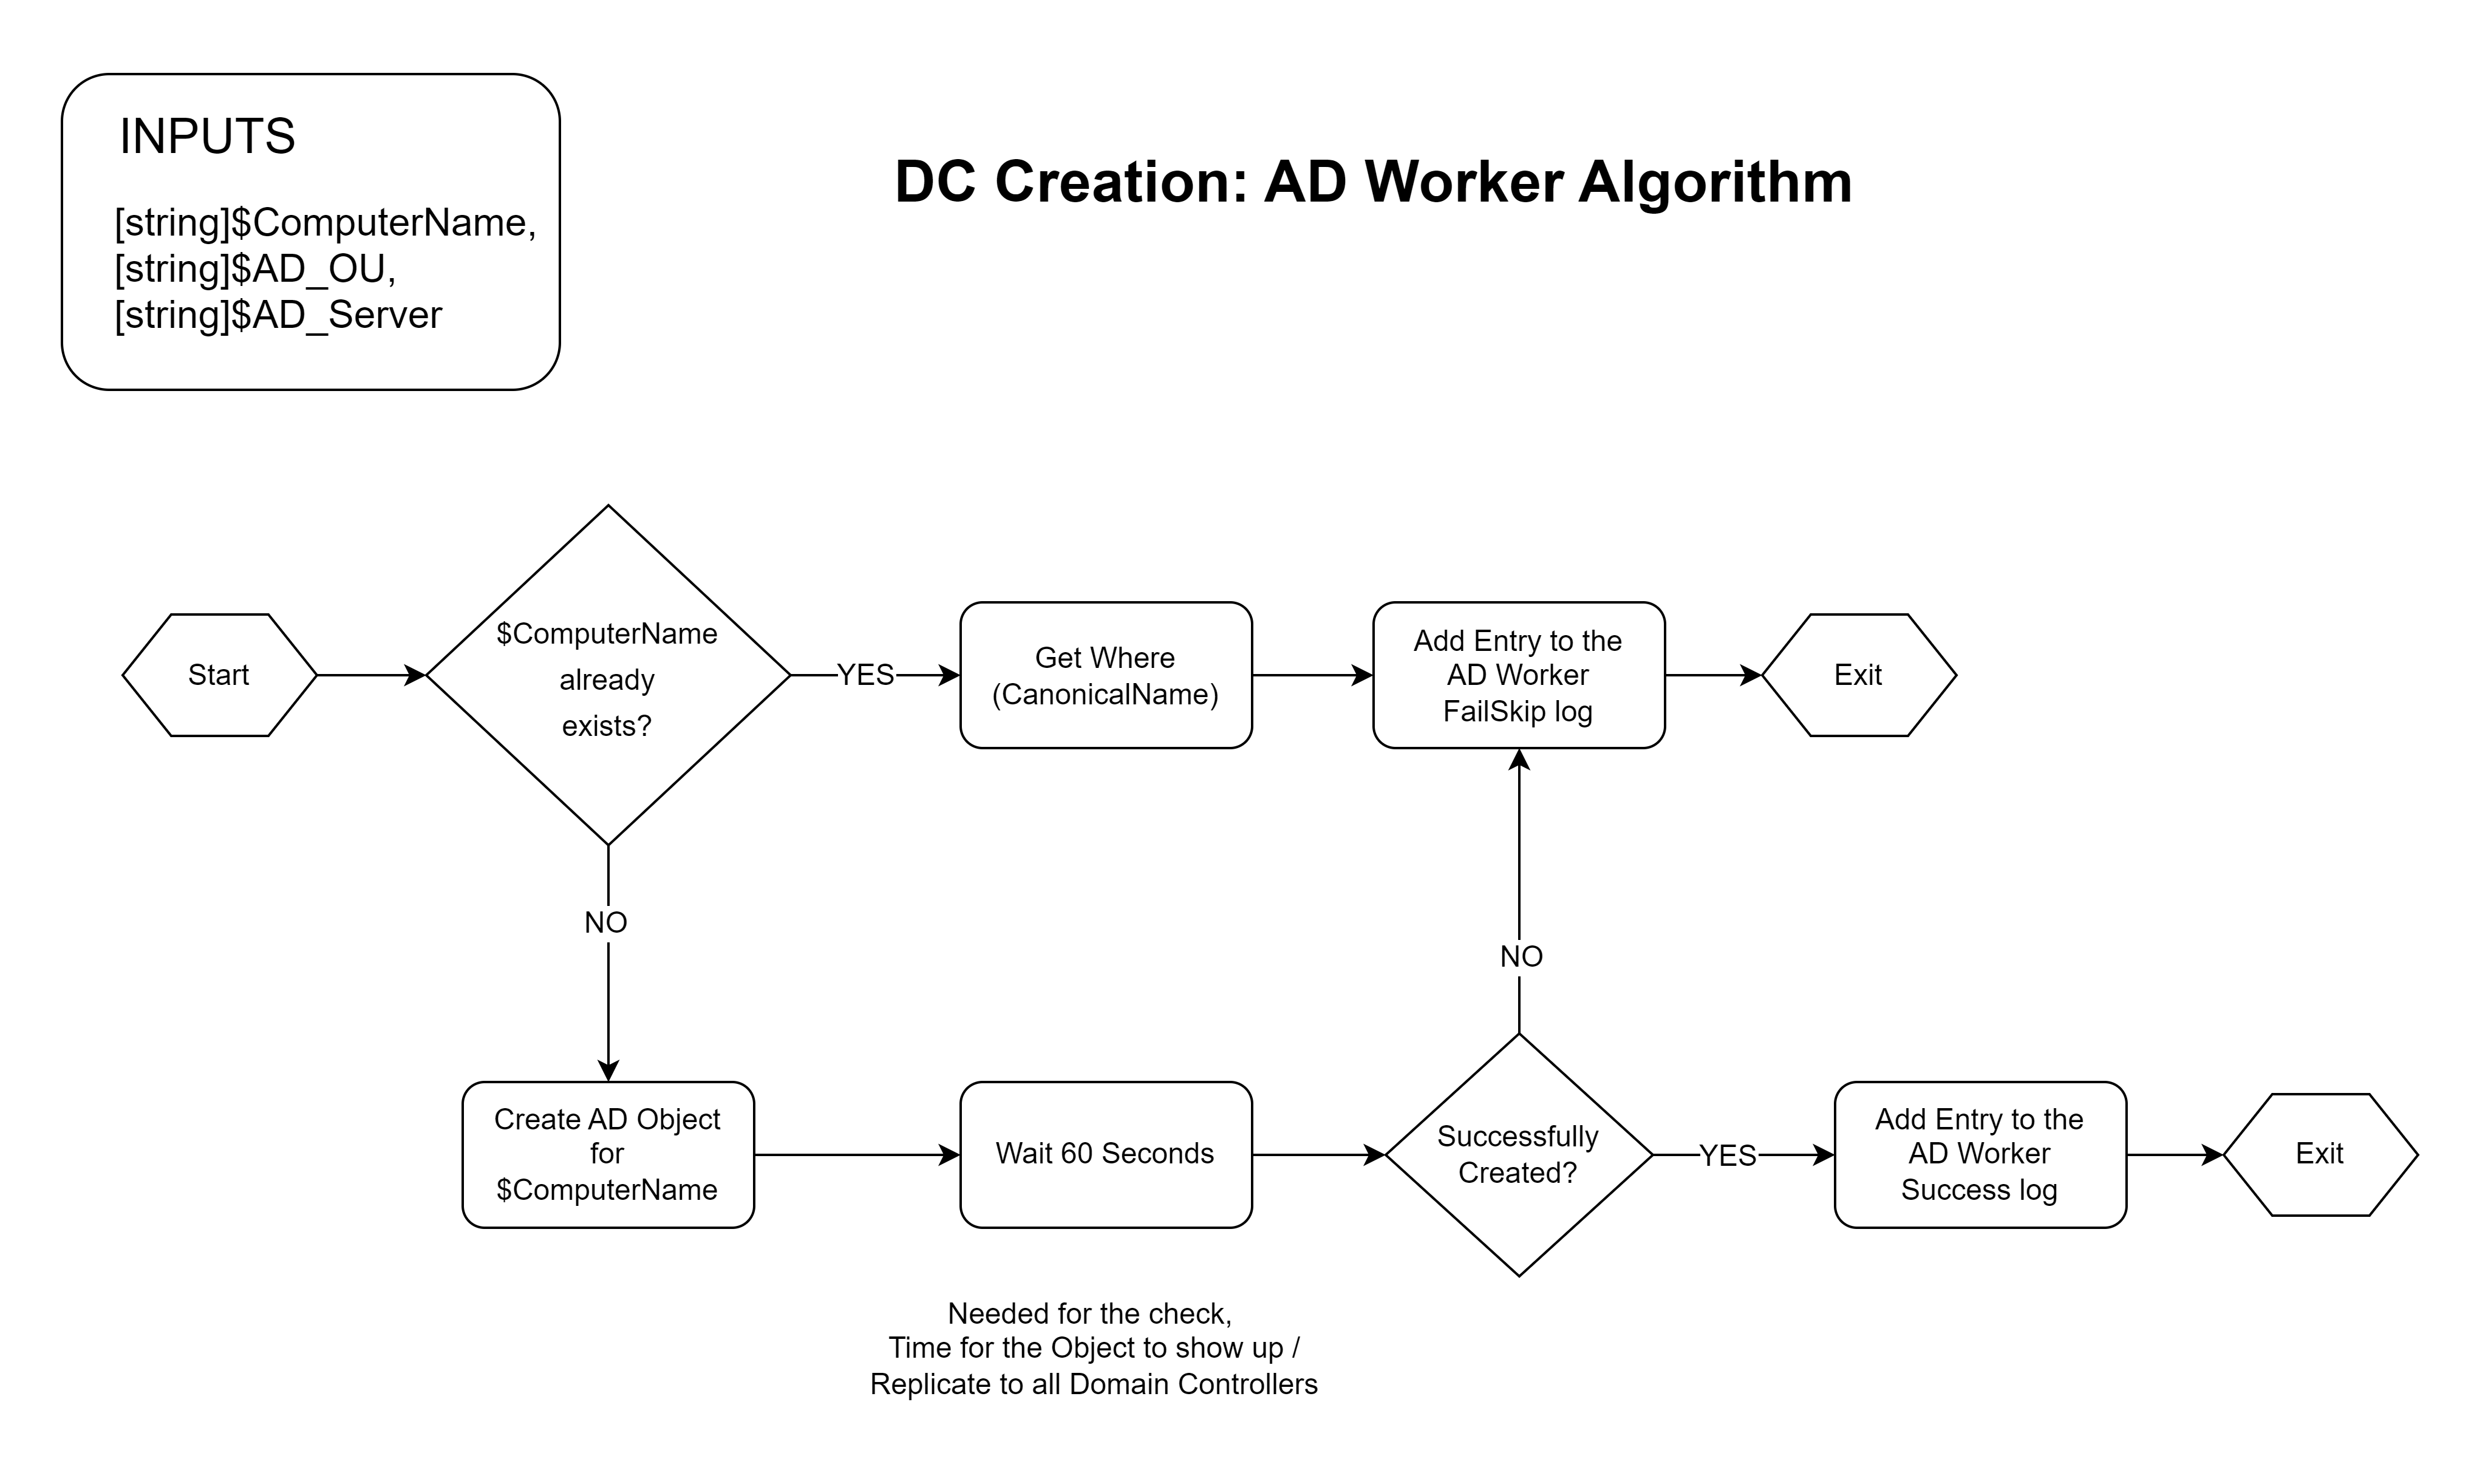 INPUTS
[string]$ComputerName,
[string]$AD_OU,
[string]$AD_Server
DC Creation: AD Worker Algorithm
Start
$ComputerName
already
exists?
YES
Get Where
(CanonicalName)
Add Entry to the
AD Worker
FailSkip log
Exit
NO
NO
Create AD Object
for
$ComputerName
Wait 60 Seconds
Successfully
Created?
YES
Add Entry to the
AD Worker
Success log
Exit
Needed for the check,
Time for the Object to show up /
Replicate to all Domain Controllers